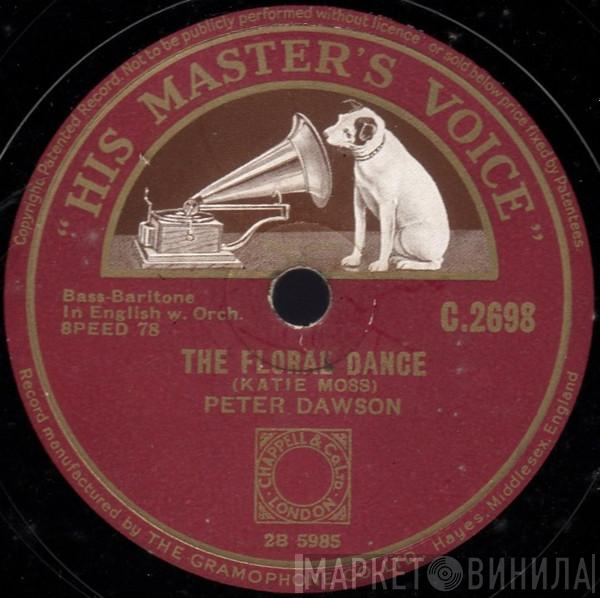 Copyright. Patented Record. Not to be publicly performed without licence or sold below price fixed by Patentees.
"HIS MASTER'S VOICE"
Bass-Baritone
In English w. Orch.
SPEED 78
C.2698
THE FLORAL DANCE
(KATIE MOSS)
PETER DAWSON
CHAPPELL & Co. LTD.
LONDON
2B 5985
Record manufactured by THE GRAMOPHONE CO., LTD., Hayes, Middlesex, England
МАРКЕТ ВИНИЛА